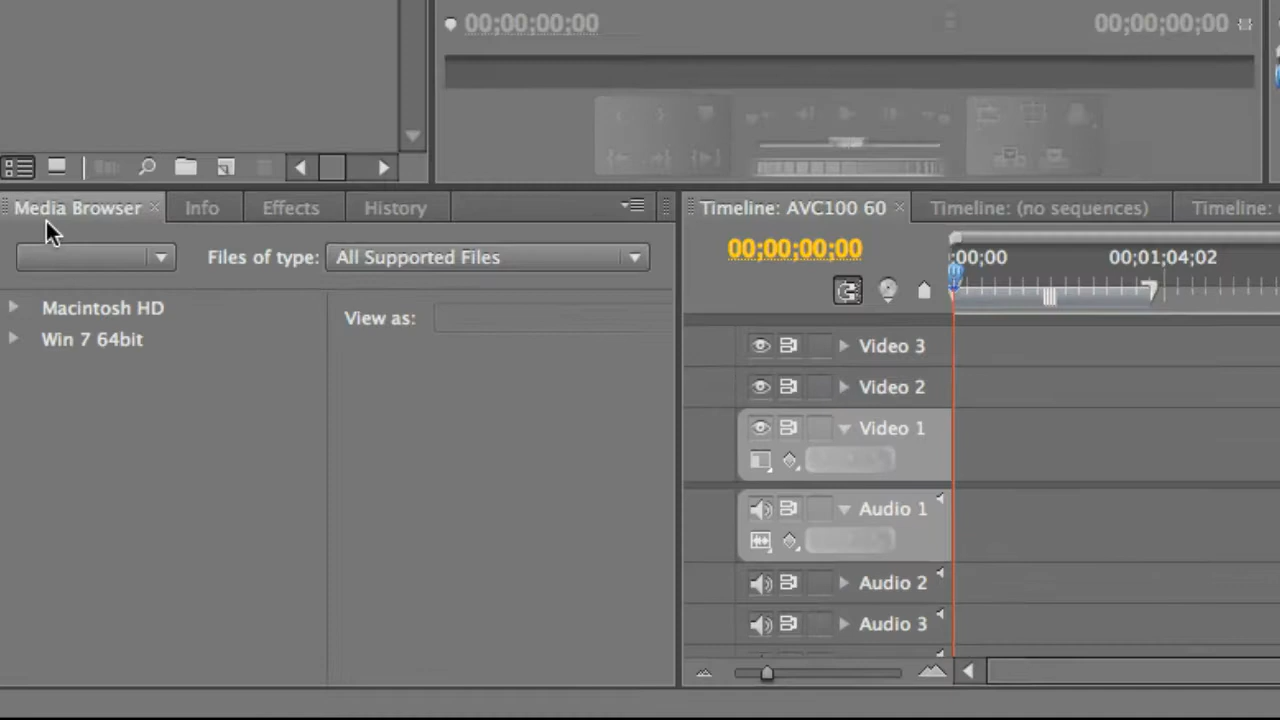 00;00;00;00
00;00;00;00
Media Browser
Info
Effects
History
Files of type:
All Supported Files
Macintosh HD
Win 7 64bit
View as:
Timeline: AVC100 60
Timeline: (no sequences)
Timeline:
00;00;00;00
;00;00
00;01;04;02
Video 3
Video 2
Video 1
Audio 1
Audio 2
Audio 3